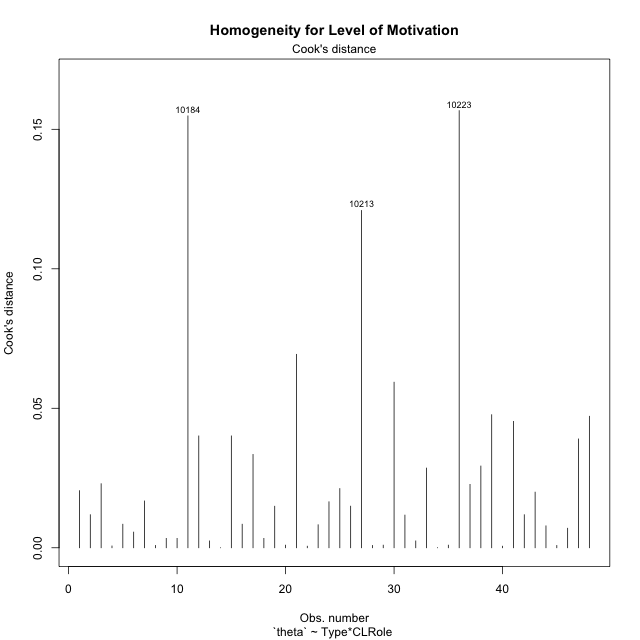 Homogeneity for Level of Motivation
Cook's distance
10184
10223
10213
Cook's distance
0.15
0.10
0.05
0.00
0 10 20 30 40
Obs. number
`theta` ~ Type*CLRole